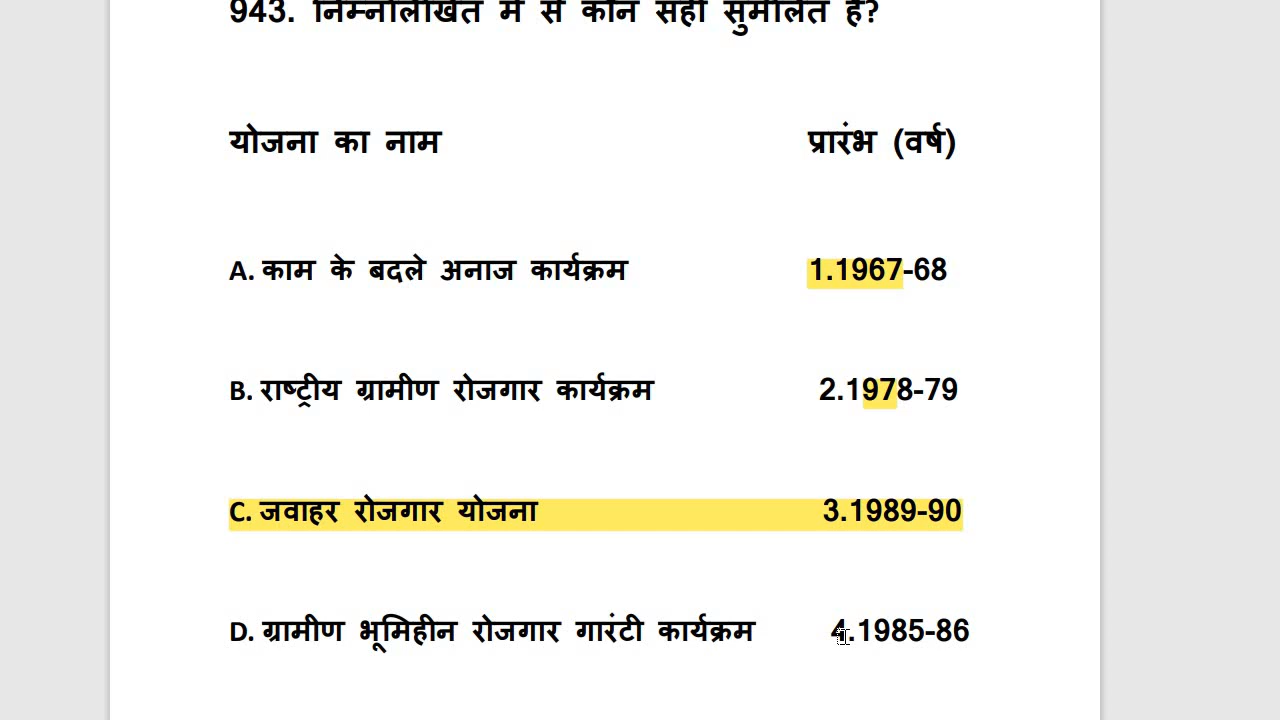 943. निम्नलिखित में से कौन सही सुमेलित है?
योजना का नाम प्रारंभ (वर्ष)
A. काम के बदले अनाज कार्यक्रम 1.1967-68
B. राष्ट्रीय ग्रामीण रोजगार कार्यक्रम 2.1978-79
C. जवाहर रोजगार योजना 3.1989-90
D. ग्रामीण भूमिहीन रोजगार गारंटी कार्यक्रम 4.1985-86